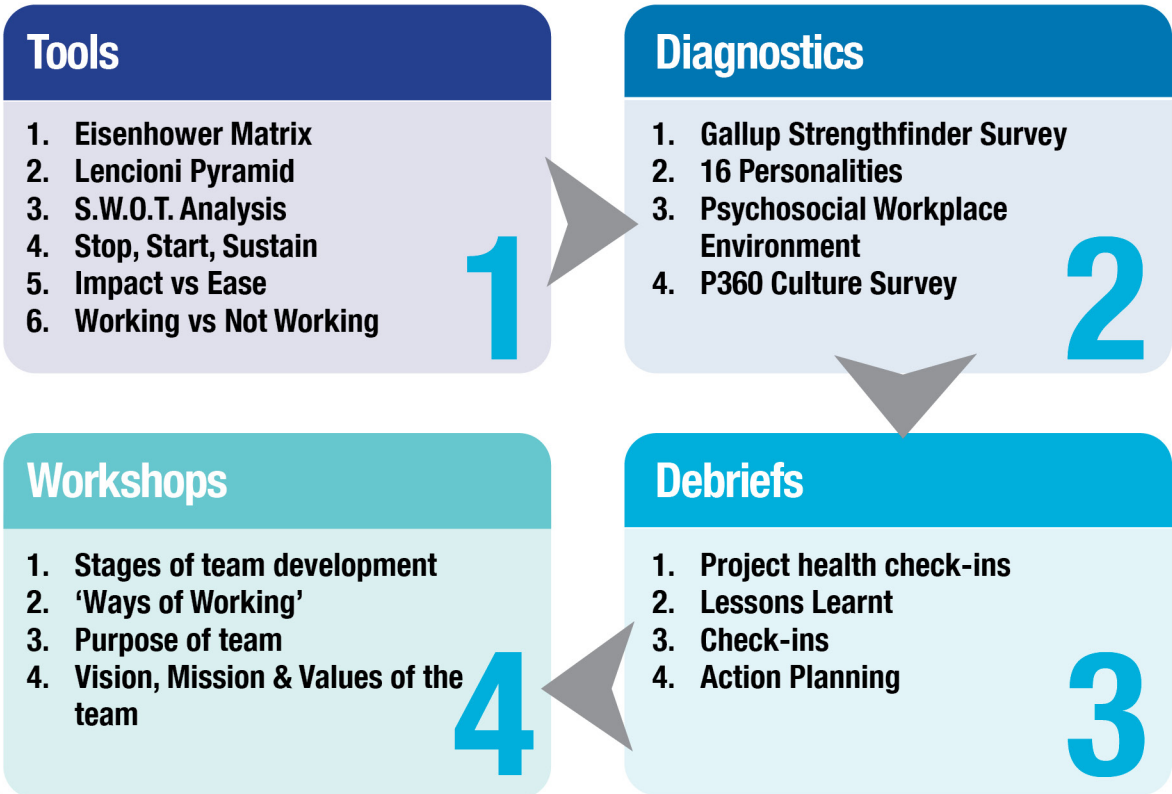 Tools
1. Eisenhower Matrix
2. Lencioni Pyramid
3. S.W.O.T. Analysis
4. Stop, Start, Sustain
5. Impact vs Ease
6. Working vs Not Working
1
Diagnostics
1. Gallup Strengthfinder Survey
2. 16 Personalities
3. Psychosocial Workplace
Environment
4. P360 Culture Survey
2
Debriefs
1. Project health check-ins
2. Lessons Learnt
3. Check-ins
4. Action Planning
3
Workshops
1. Stages of team development
2. ‘Ways of Working’
3. Purpose of team
4. Vision, Mission & Values of the
team
4